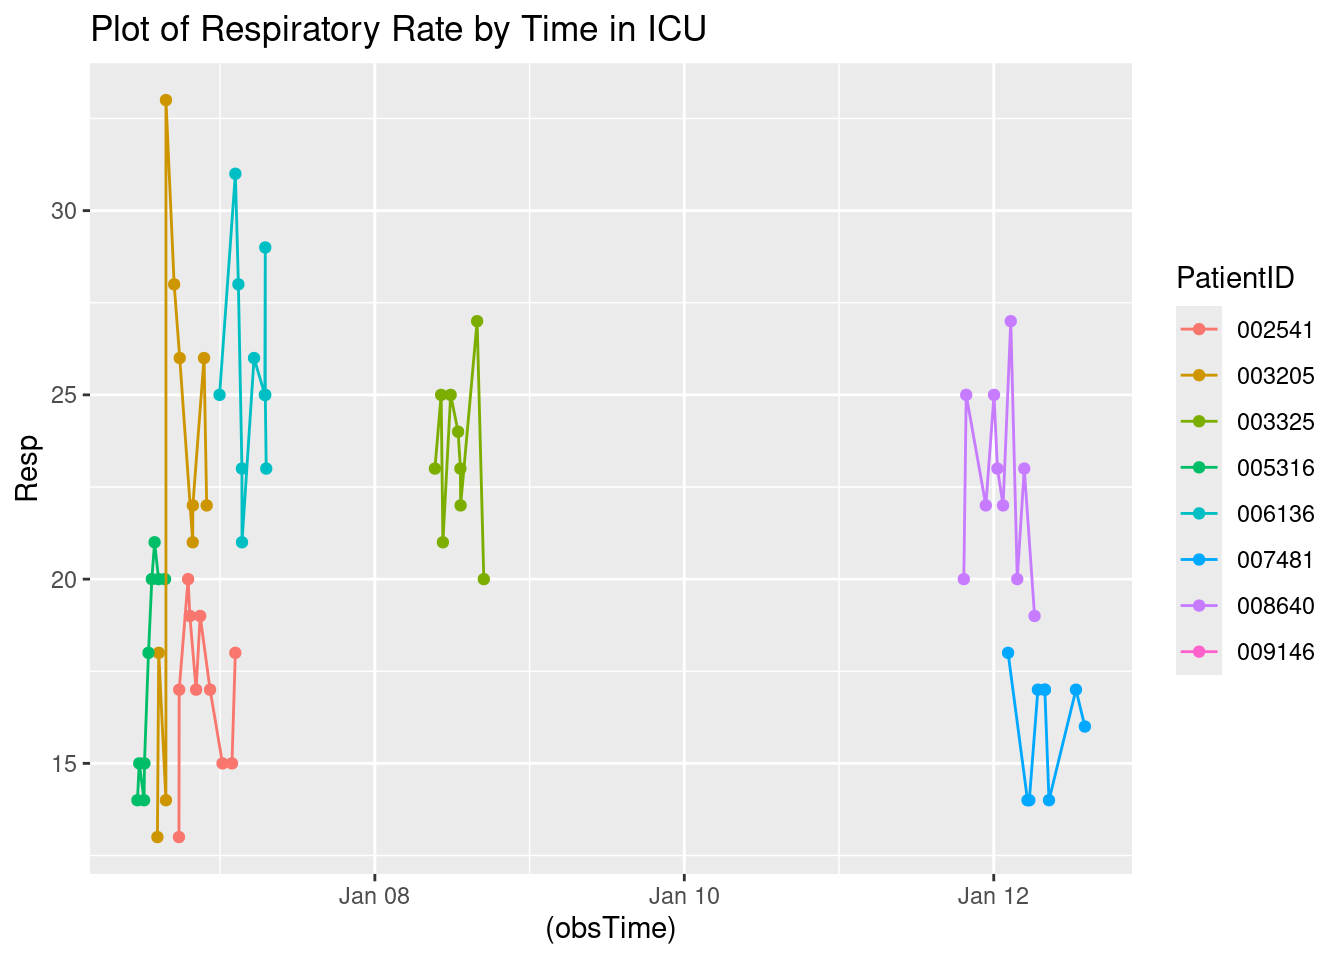 Plot of Respiratory Rate by Time in ICU
Resp
30
25
20
15
Jan 08
Jan 10
Jan 12
(obsTime)
PatientID
002541
003205
003325
005316
006136
007481
008640
009146